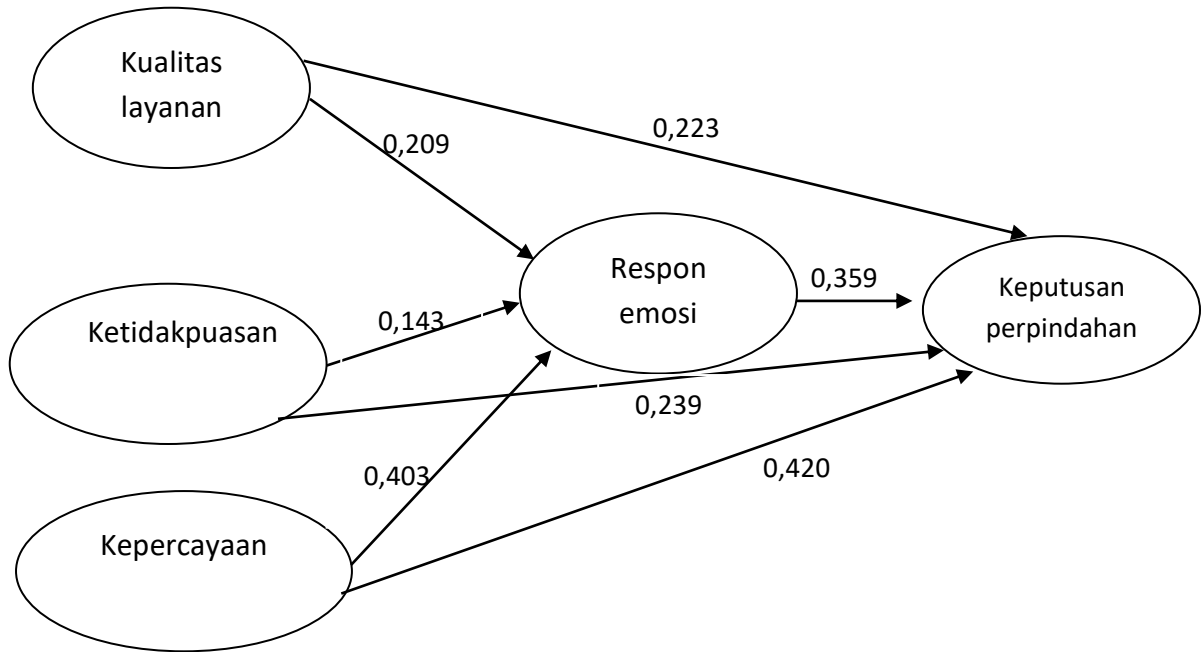 Kualitas
layanan
0,223
0,209
Respon
emosi
0,359
Keputusan
perpindahan
Ketidakpuasan
0,143
0,239
0,403
0,420
Kepercayaan